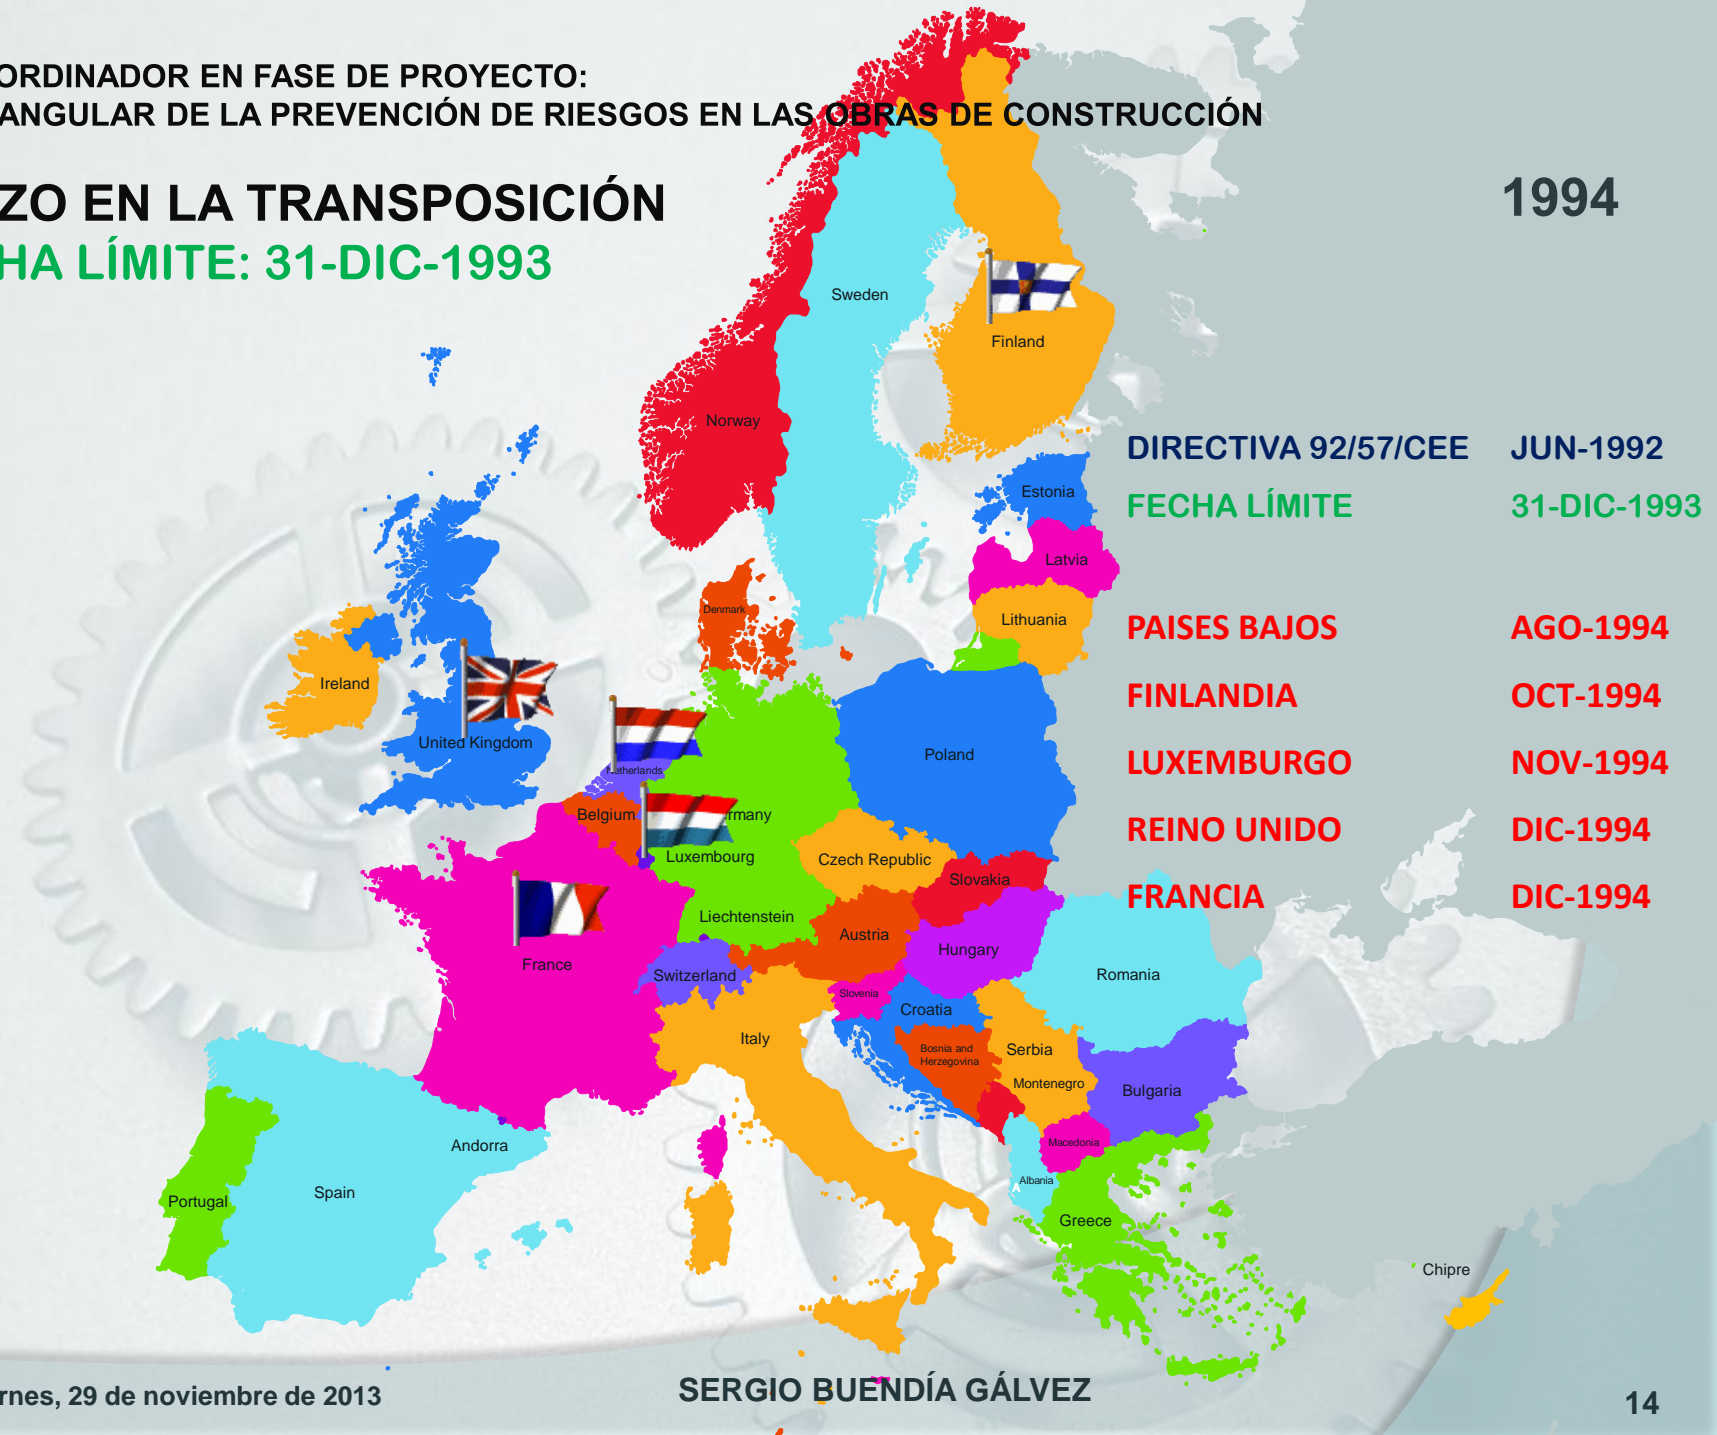 ORDINADOR EN FASE DE PROYECTO:
ANGULAR DE LA PREVENCIÓN DE RIESGOS EN LAS OBRAS DE CONSTRUCCIÓN
ZO EN LA TRANSPOSICIÓN
HA LÍMITE: 31-DIC-1993
1994
Sweden
Finland
Norway
DIRECTIVA 92/57/CEE JUN-1992
FECHA LÍMITE 31-DIC-1993
Estonia
Latvia
Denmark
Lithuania
PAISES BAJOS AGO-1994
FINLANDIA OCT-1994
LUXEMBURGO NOV-1994
REINO UNIDO DIC-1994
FRANCIA DIC-1994
Ireland
United Kingdom
Netherlands
Poland
Belgium
rmany
Luxembourg
Czech Republic
Slovakia
Liechtenstein
Austria
Hungary
France
Switzerland
Romania
Slovenia
Croatia
Italy
Bosnia and
Herzegovina
Serbia
Montenegro
Bulgaria
Andorra
Macedonia
Albania
Spain
Portugal
Greece
Chipre
rnes, 29 de noviembre de 2013
SERGIO BUENDÍA GÁLVEZ
14